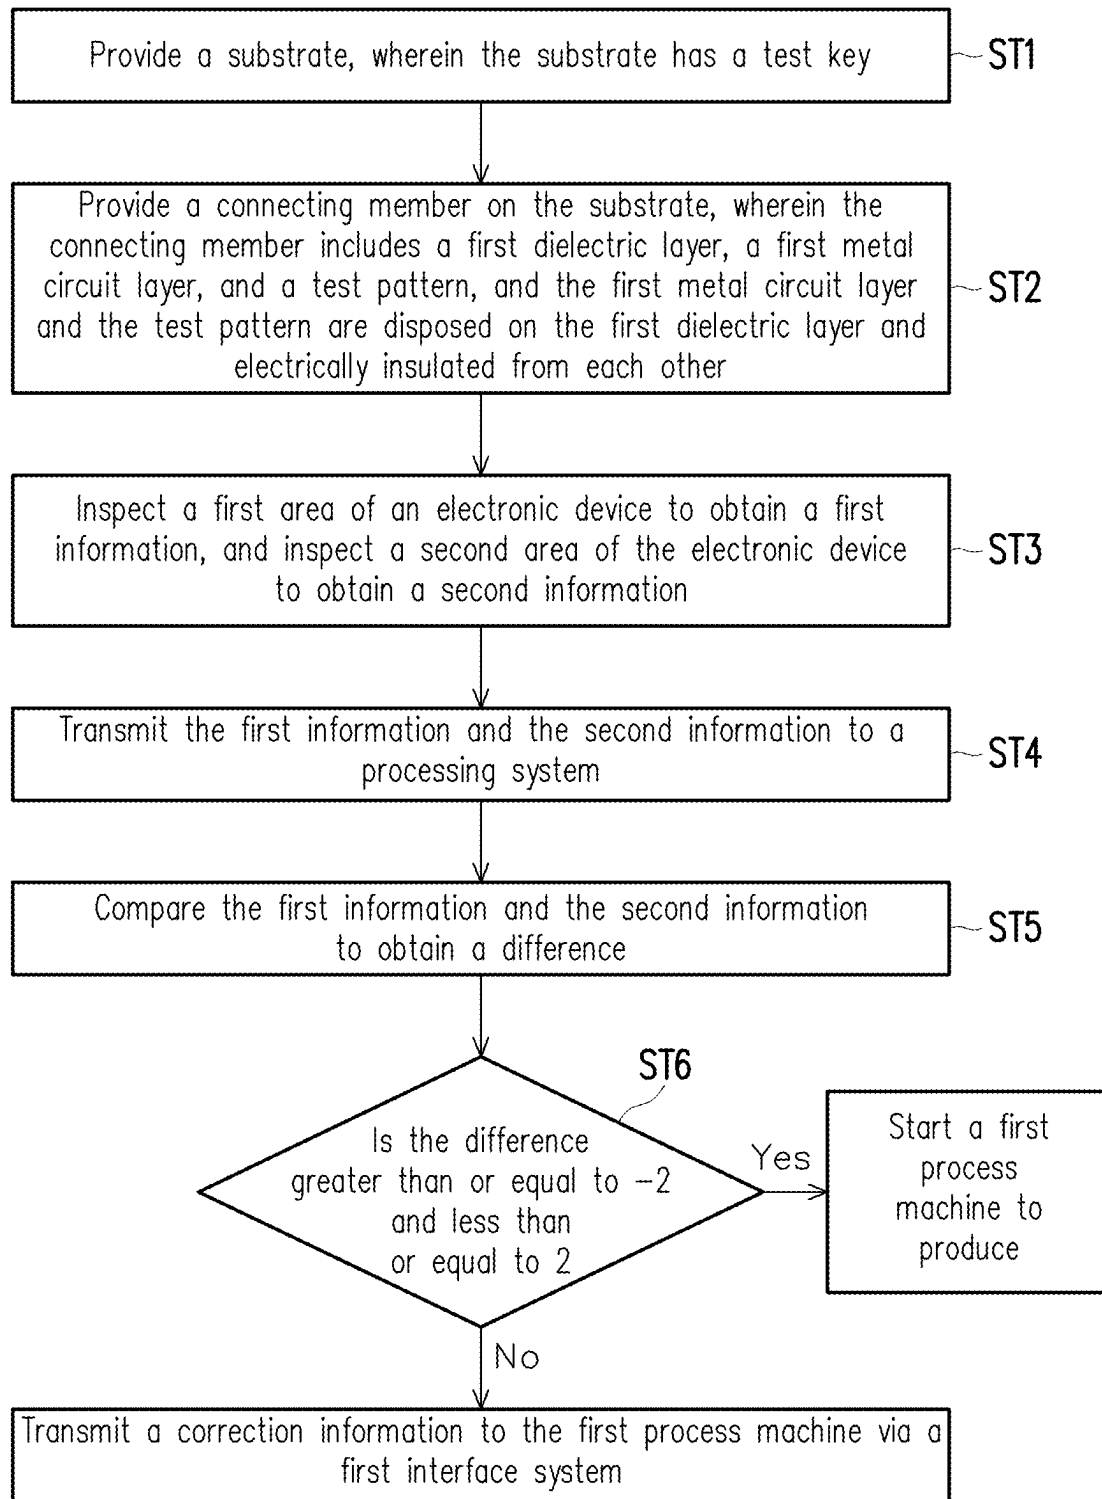 Provide a substrate, wherein the substrate has a test key
ST1
Provide a connecting member on the substrate, wherein the
connecting member includes a first dielectric layer, a first metal
circuit layer, and a test pattern, and the first metal circuit layer
and the test pattern are disposed on the first dielectric layer and
electrically insulated from each other
ST2
Inspect a first area of an electronic device to obtain a first
information, and inspect a second area of the electronic device
to obtain a second information
ST3
Transmit the first information and the second information to a
processing system
ST4
Compare the first information and the second information
to obtain a difference
ST5
ST6
Is the difference
greater than or equal to -2
and less than
or equal to 2
Yes
Start a first
process
machine to
produce
No
Transmit a correction information to the first process machine via a
first interface system